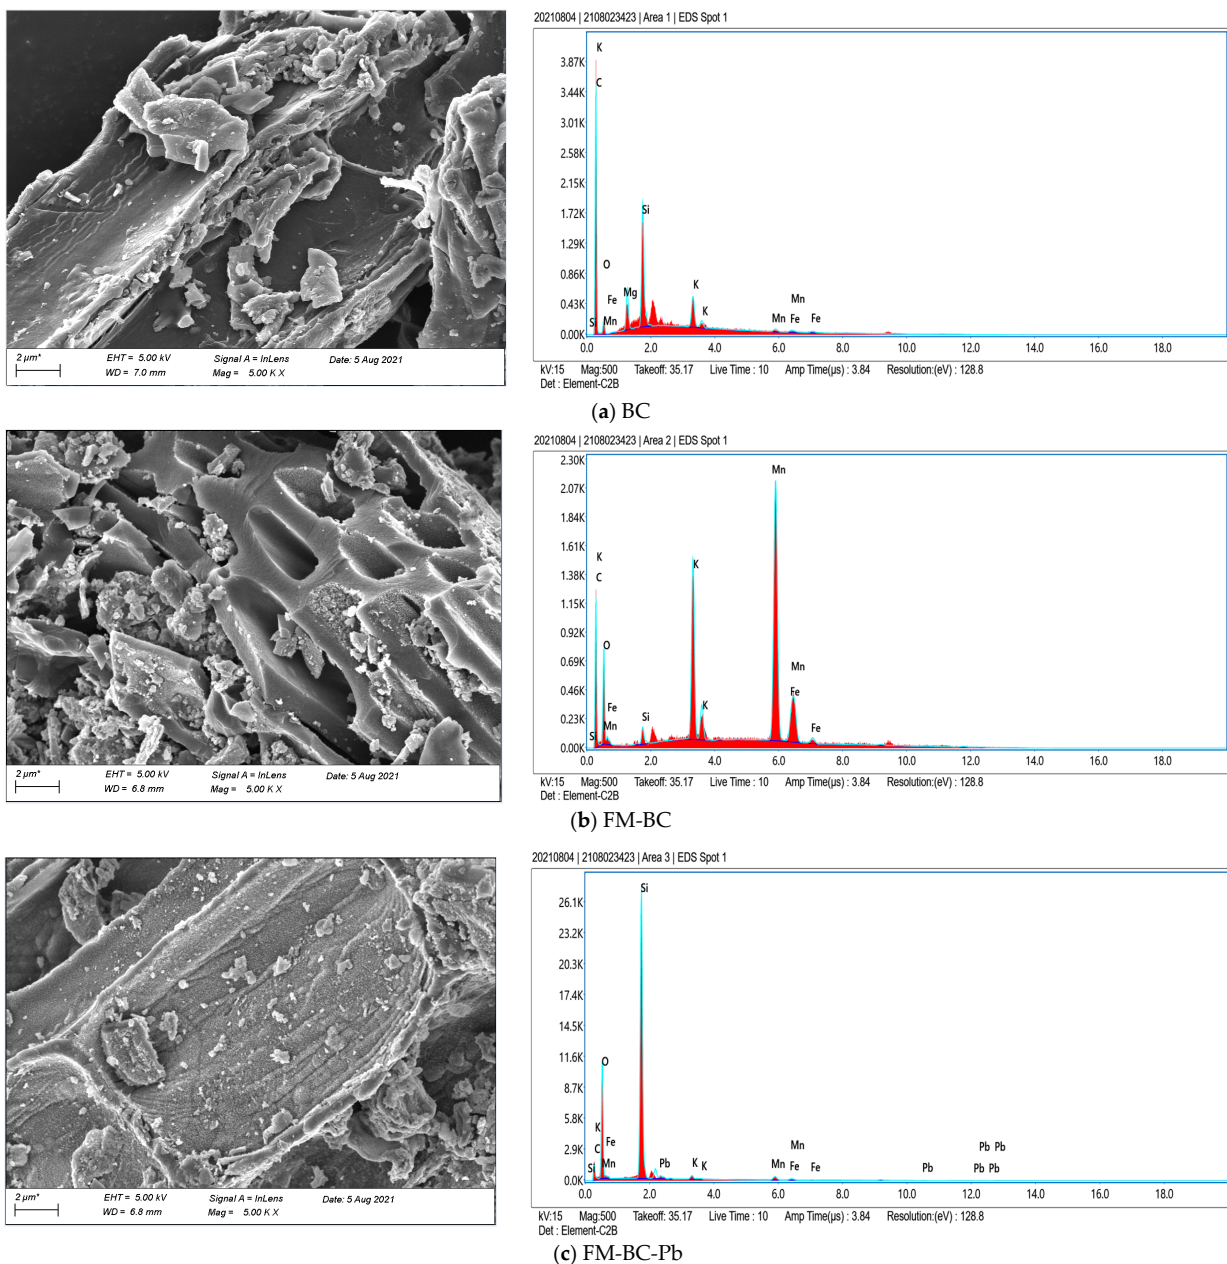 20210804 | 2108023423 | Area 1 | EDS Spot 1
K
3.87K
C
3.44K
3.01K
2.58K
2.15K
1.72K
Si
1.29K
O
0.86K
Fe Mg K Mn
0.43K
Si Mn K Mn Fe Fe
0.00K
0.0 2.0 4.0 6.0 8.0 10.0 12.0 14.0 16.0 18.0
2 µm* EHT = 5.00 kV Signal A = InLens Date: 5 Aug 2021
WD = 7.0 mm Mag = 5.00 K X
kV:15 Mag:500 Takeoff: 35.17 Live Time : 10 Amp Time(µs) : 3.84 Resolution:(eV) : 128.8
Det : Element-C2B
(a) BC
20210804 | 2108023423 | Area 2 | EDS Spot 1
2.30K
Mn
2.07K
1.84K
1.61K
K
K
1.38K
C
1.15K
0.92K
O
0.69K
Mn
0.46K
Fe K Fe
0.23K
Si Mn Si Fe
0.00K
0.0 2.0 4.0 6.0 8.0 10.0 12.0 14.0 16.0 18.0
2 µm* EHT = 5.00 kV Signal A = InLens Date: 5 Aug 2021
WD = 6.8 mm Mag = 5.00 K X
kV:15 Mag:500 Takeoff: 35.17 Live Time : 10 Amp Time(µs) : 3.84 Resolution:(eV) : 128.8
Det : Element-C2B
(b) FM-BC
20210804 | 2108023423 | Area 3 | EDS Spot 1
Si
26.1K
23.2K
20.3K
17.4K
14.5K
11.6K
O
8.7K
5.8K
K
Fe Mn Pb Pb
2.9K
C
Si Mn Pb K K Mn Fe Fe Pb Pb Pb
0.0K
0.0 2.0 4.0 6.0 8.0 10.0 12.0 14.0 16.0 18.0
2 µm* EHT = 5.00 kV Signal A = InLens Date: 5 Aug 2021
WD = 6.8 mm Mag = 5.00 K X
kV:15 Mag:500 Takeoff: 35.17 Live Time : 10 Amp Time(µs) : 3.84 Resolution:(eV) : 128.8
Det : Element-C2B
(c) FM-BC-Pb